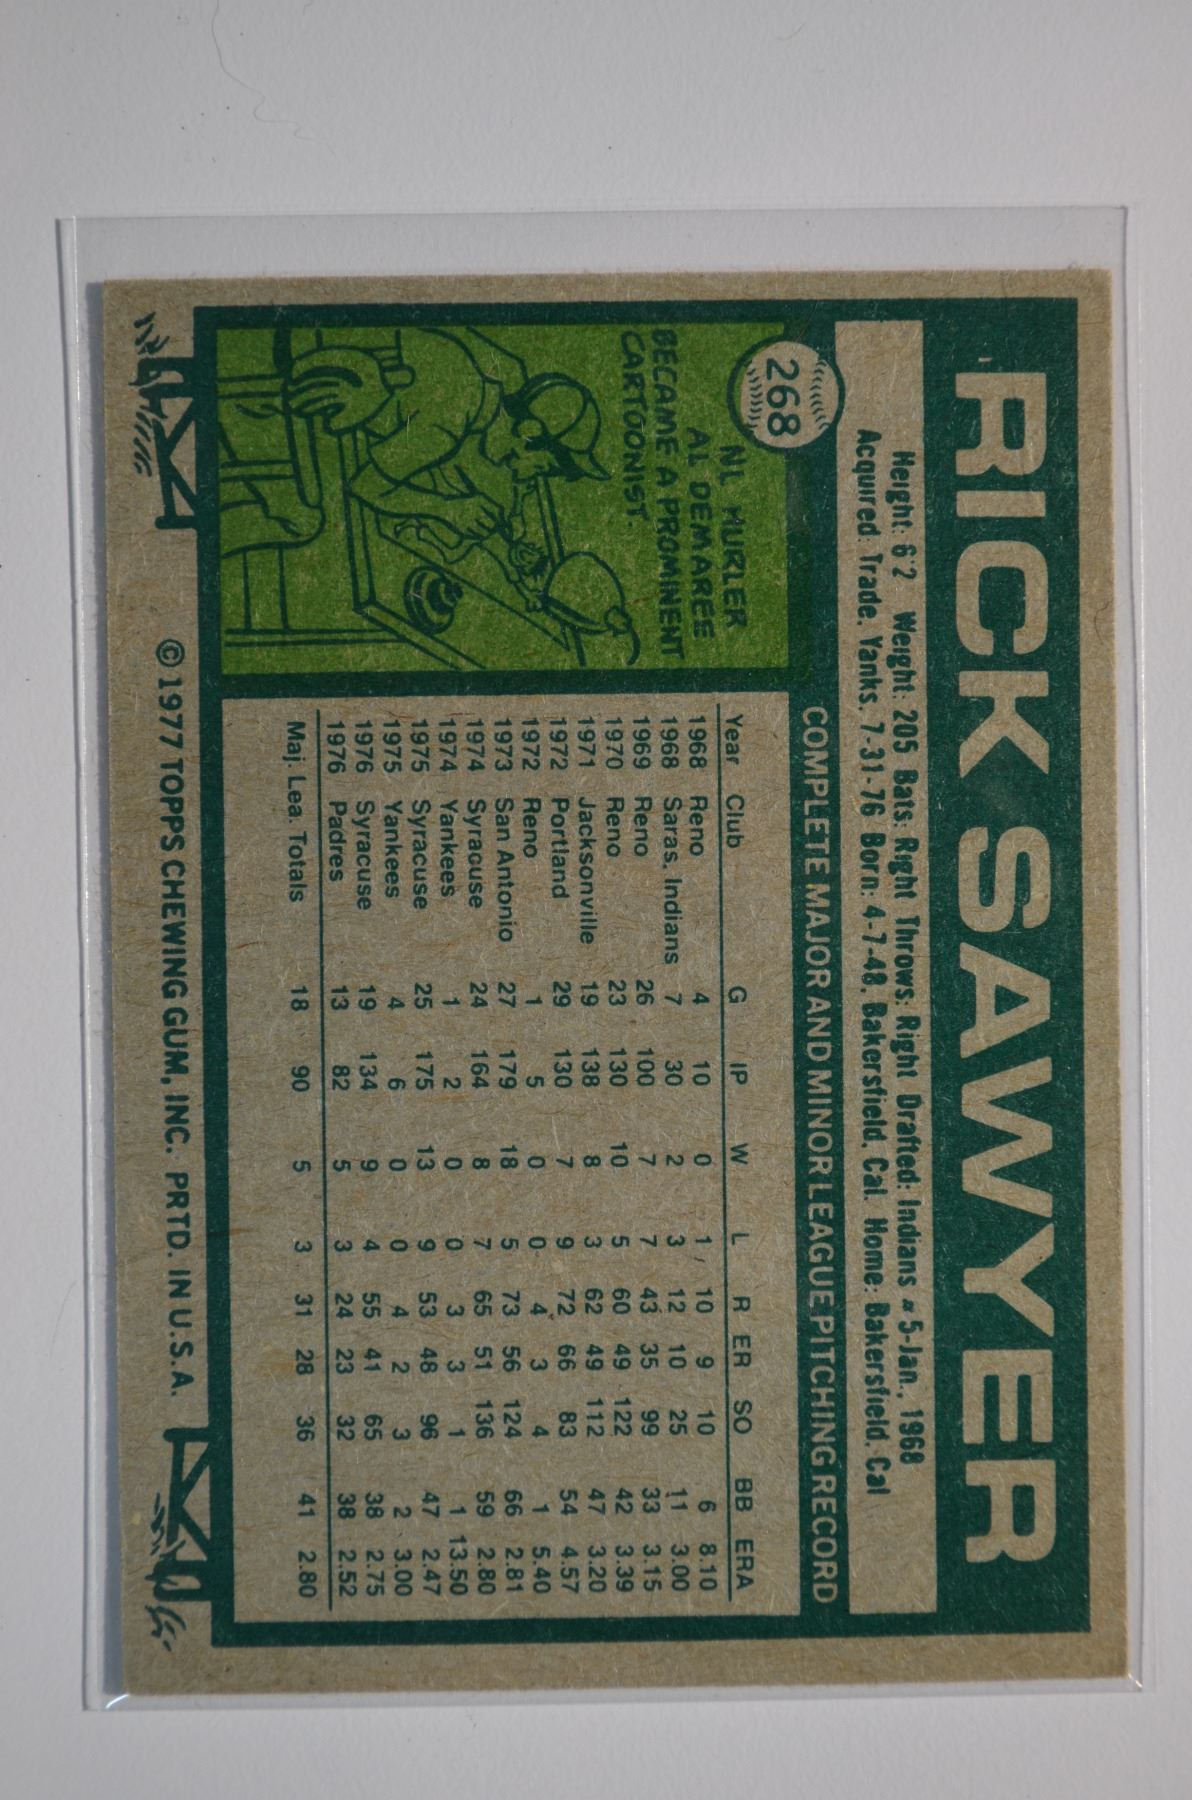 RICK SAWYER
Height: 6'2 Weight: 205 Bats: Right Throws: Right Drafted: Indians #5-Jan., 1968
Acquired: Trade, Yanks, 7-31-76 Born: 4-7-48, Bakersfield, Cal. Home: Bakersfield, Cal
268
COMPLETE MAJOR AND MINOR LEAGUE PITCHING RECORD
NL HURLER
AL DEMAREE
BECAME A PROMINENT
CARTOONIST.
Year Club G IP W L R ER SO BB ERA
1968 Reno 4 10 0 1 10 9 10 6 8.10
1968 Saras. Indians 7 30 2 3 12 10 25 11 3.00
1969 Reno 26 100 7 7 43 35 99 33 3.15
1970 Reno 23 130 10 5 60 49 122 42 3.39
1971 Jacksonville 19 138 8 3 62 49 112 47 3.20
1972 Portland 29 130 7 9 72 66 83 54 4.57
1972 Reno 1 5 0 0 4 3 4 1 5.40
1973 San Antonio 27 179 18 5 73 56 124 66 2.81
1974 Syracuse 24 164 8 7 65 51 136 59 2.80
1974 Yankees 1 2 0 0 3 3 1 1 13.50
1975 Syracuse 25 175 13 9 53 48 96 47 2.47
1975 Yankees 4 6 0 0 4 2 3 2 3.00
1976 Syracuse 19 134 9 4 55 41 65 38 2.75
1976 Padres 13 82 5 3 24 23 32 38 2.52
Maj. Lea. Totals 18 90 5 3 31 28 36 41 2.80
©1977 TOPPS CHEWING GUM, INC. PRTD. IN U.S.A.